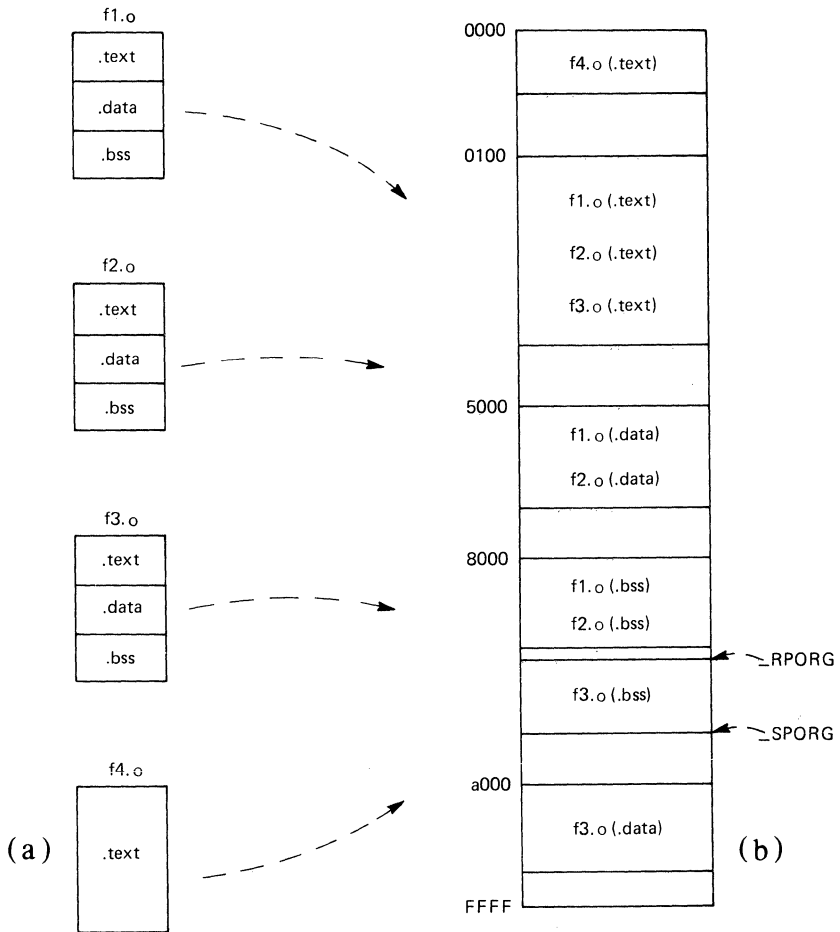 f1.o
.text
.data
.bss
f2.o
.text
.data
.bss
f3.o
.text
.data
.bss
f4.o
.text
(a)
0000
f4.o (.text)
0100
f1.o (.text)
f2.o (.text)
f3.o (.text)
5000
f1.o (.data)
f2.o (.data)
8000
f1.o (.bss)
f2.o (.bss)
_RPORG
f3.o (.bss)
_SPORG
a000
f3.o (.data)
(b)
FFFF